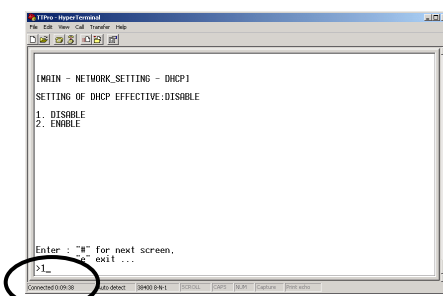 TTPro - HyperTerminal
File Edit View Call Transfer Help
[MAIN - NETWORK_SETTING - DHCP]
SETTING OF DHCP EFFECTIVE:DISABLE
1. DISABLE
2. ENABLE
Enter : "#" for next screen,
"e" exit ...
>1_
Connected 0:09:38 Auto detect 38400 8-N-1 SCROLL CAPS NUM Capture Print echo